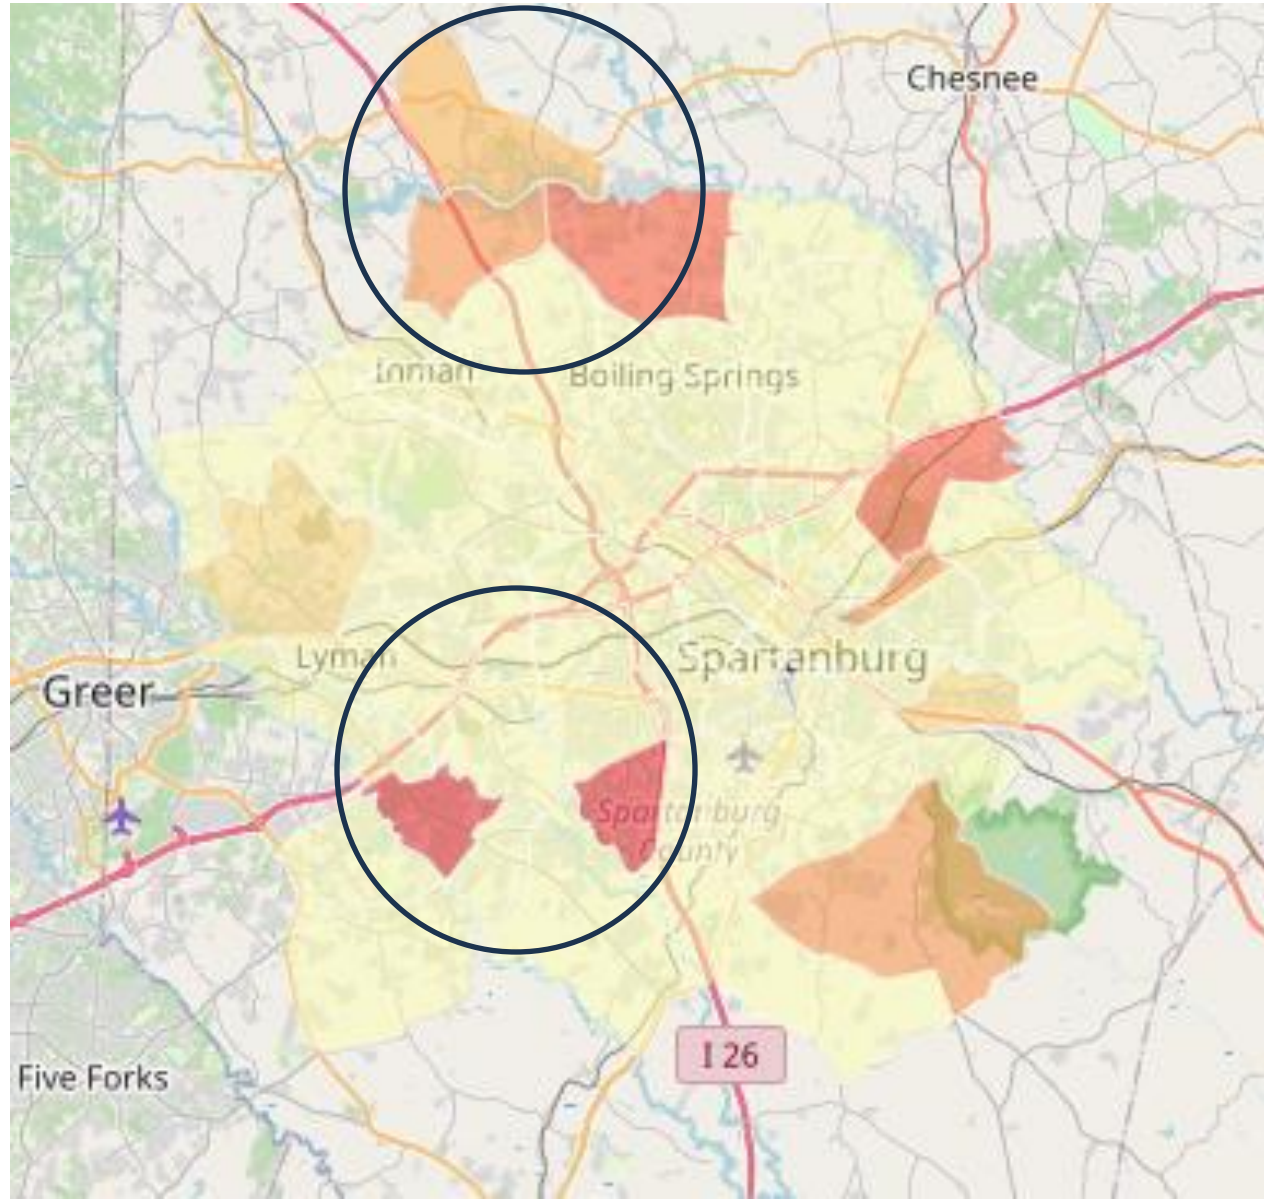 Chesnee
Inman
Boiling Springs
Lyman
Spartanburg
Greer
Spartanburg
County
I 26
Five Forks